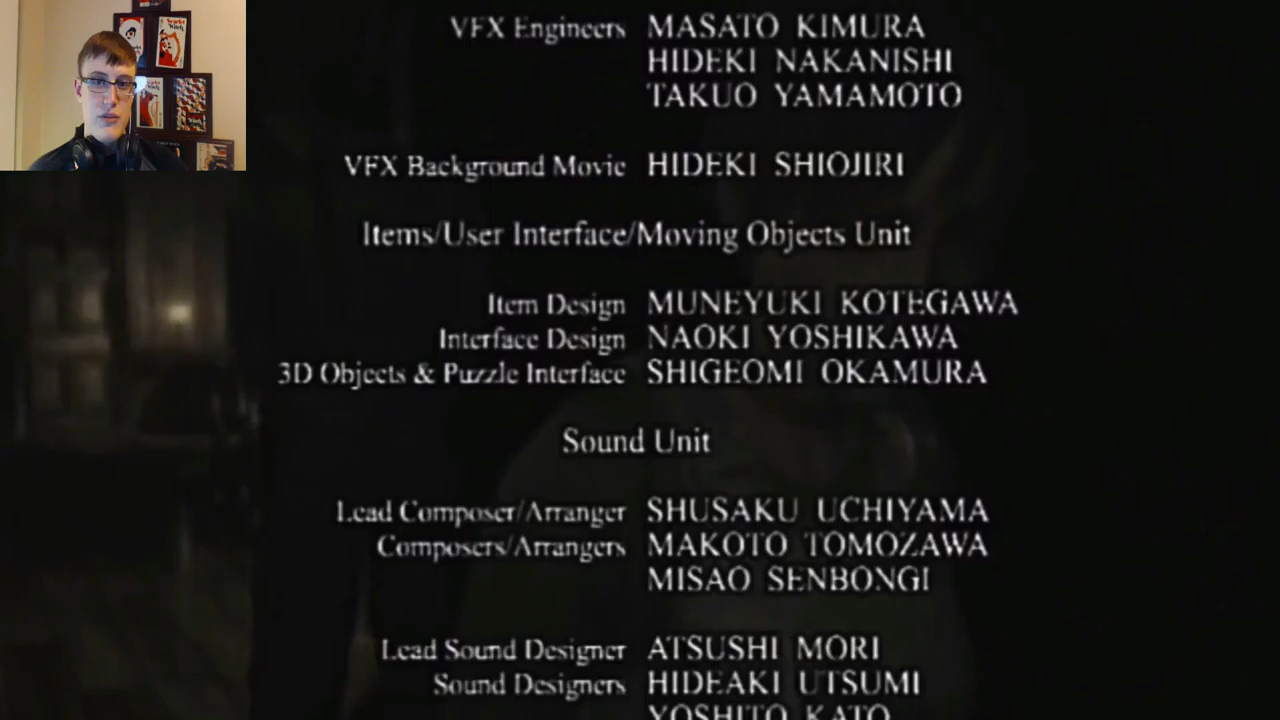 VFX Engineers MASATO KIMURA
HIDEKI NAKANISHI
TAKUO YAMAMOTO
VFX Background Movie HIDEKI SHIOJIRI
Items/User Interface/Moving Objects Unit
Item Design MUNEYUKI KOTEGAWA
Interface Design NAOKI YOSHIKAWA
3D Objects & Puzzle Interface SHIGEOMI OKAMURA
Sound Unit
Lead Composer/Arranger SHUSAKU UCHIYAMA
Composers/Arrangers MAKOTO TOMOZAWA
MISAO SENBONGI
Lead Sound Designer ATSUSHI MORI
Sound Designers HIDEAKI UTSUMI
YOSHITO KATO